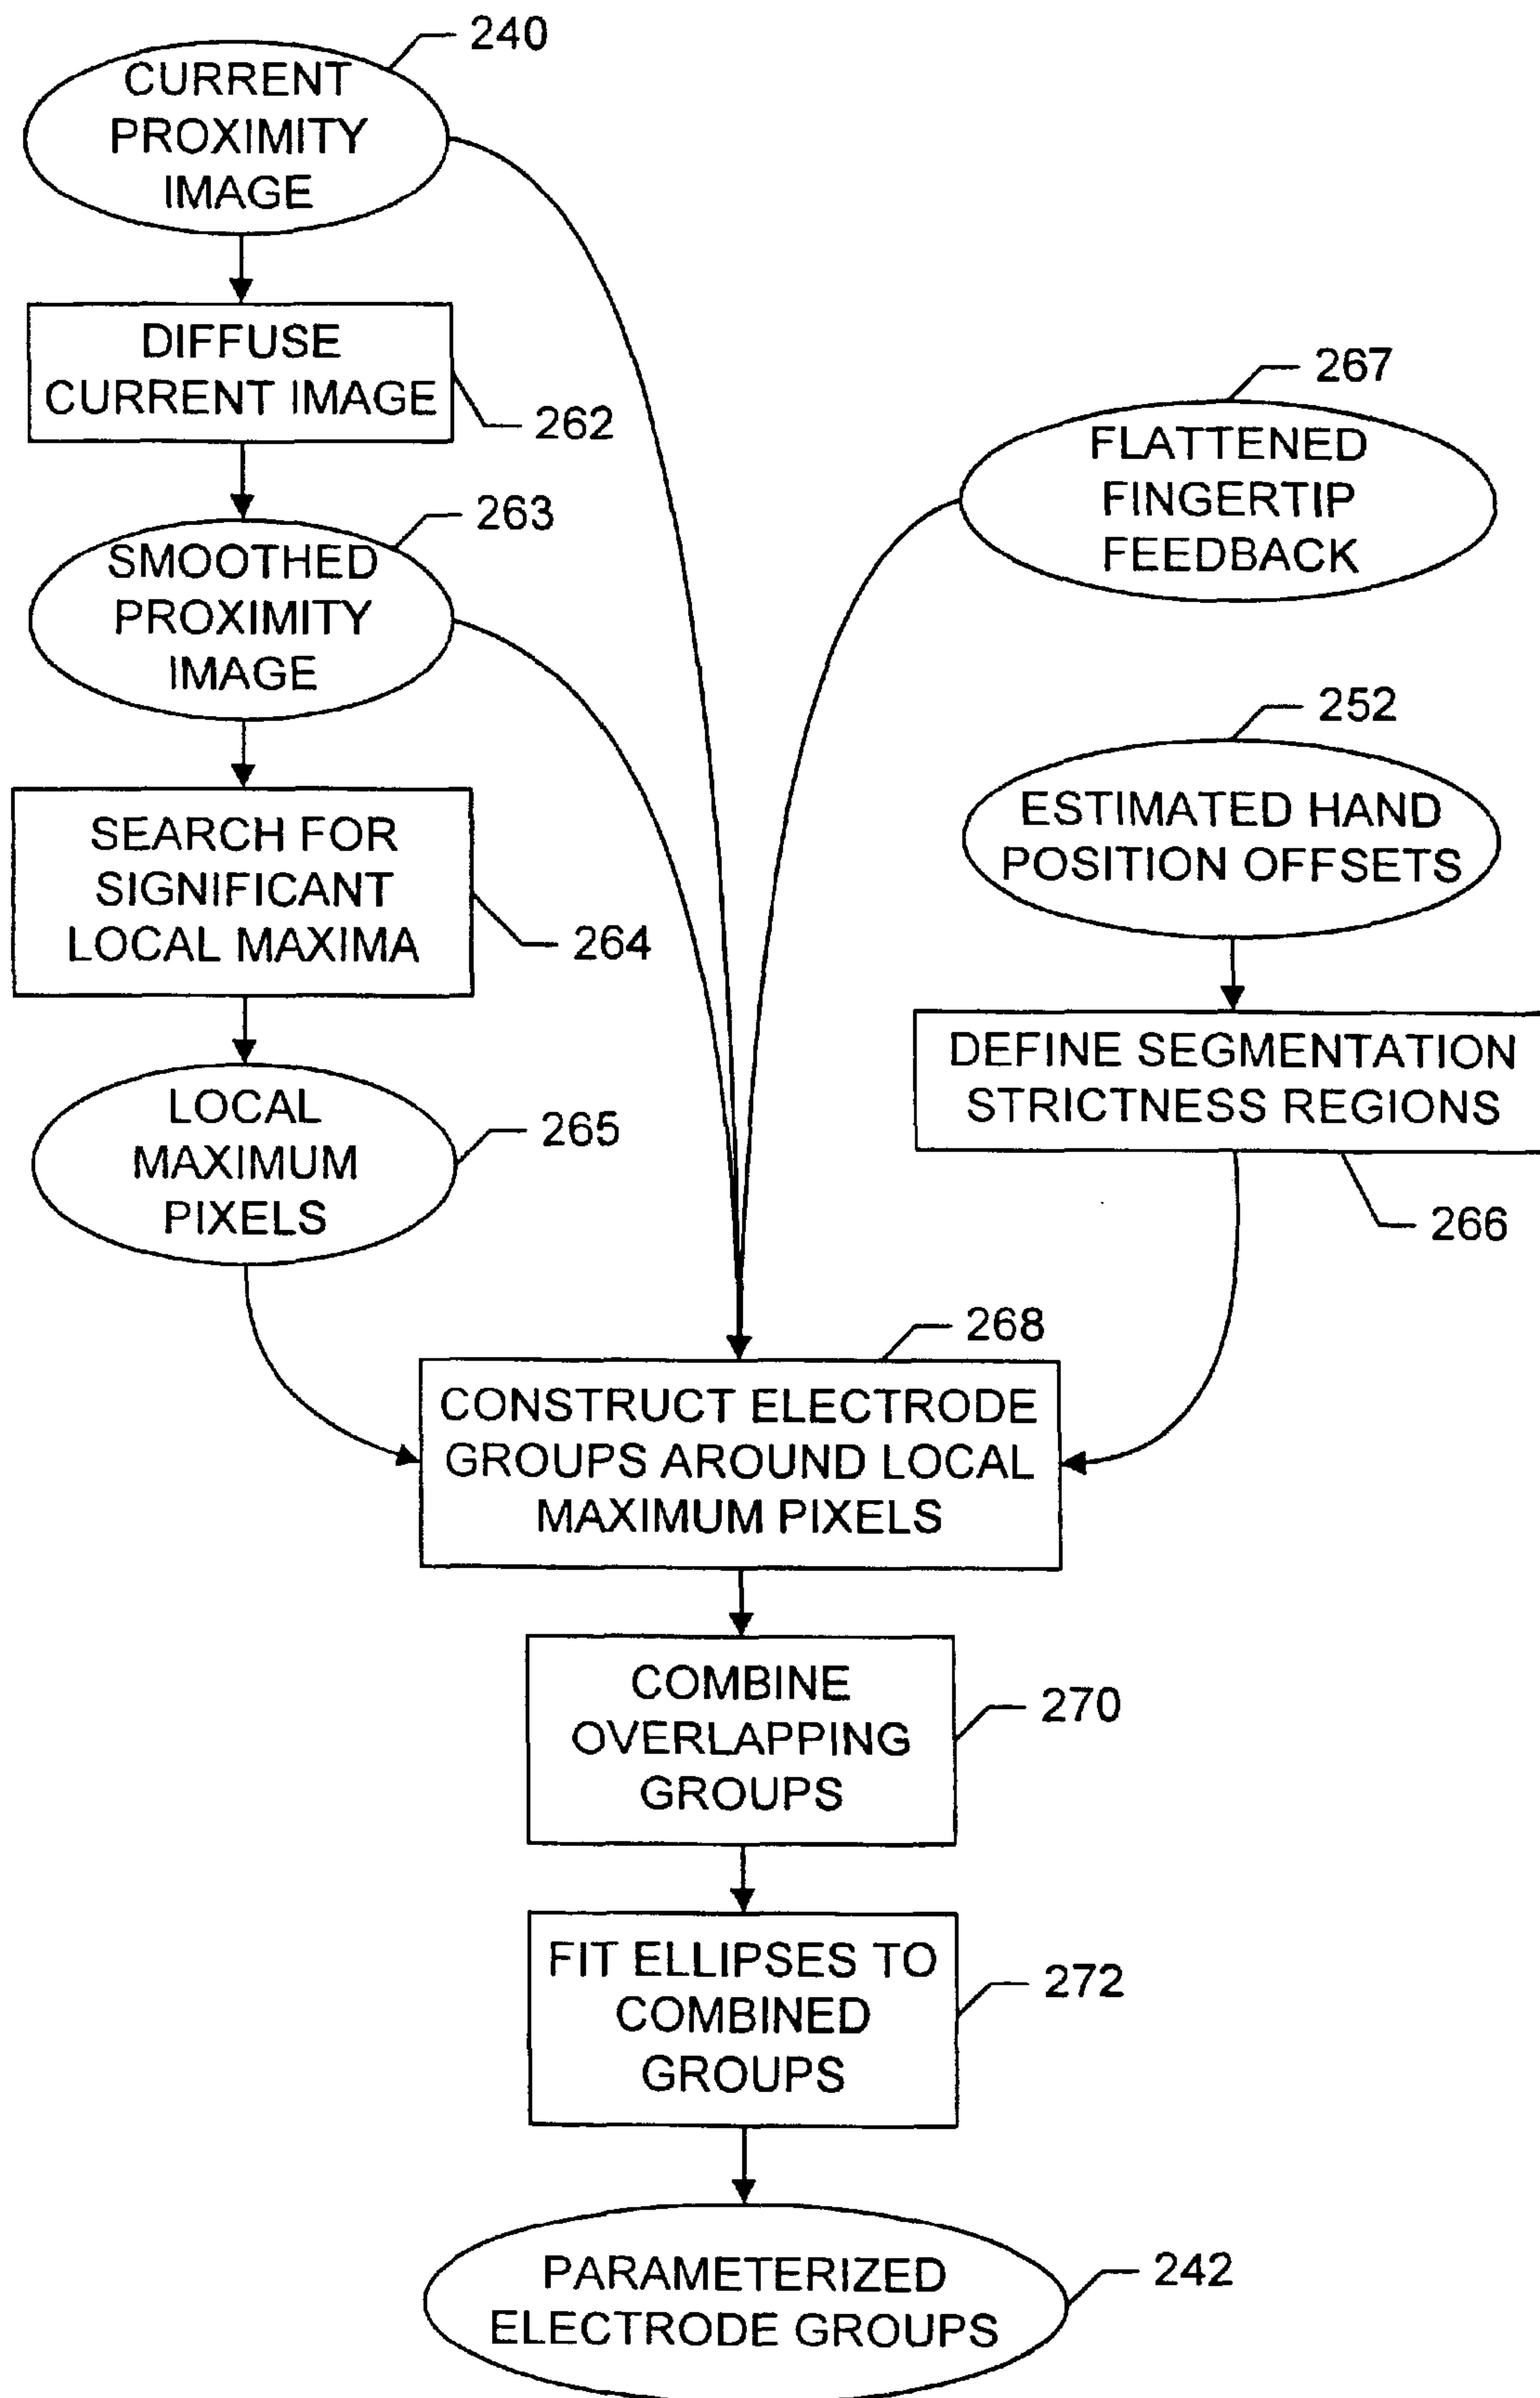 240
CURRENT
PROXIMITY
IMAGE
DIFFUSE
CURRENT IMAGE
262
267
FLATTENED
FINGERTIP
FEEDBACK
263
SMOOTHED
PROXIMITY
IMAGE
252
ESTIMATED HAND
POSITION OFFSETS
SEARCH FOR
SIGNIFICANT
LOCAL MAXIMA
264
DEFINE SEGMENTATION
STRICTNESS REGIONS
266
LOCAL
MAXIMUM
PIXELS
265
268
CONSTRUCT ELECTRODE
GROUPS AROUND LOCAL
MAXIMUM PIXELS
COMBINE
OVERLAPPING
GROUPS
270
FIT ELLIPSES TO
COMBINED
GROUPS
272
PARAMETERIZED
ELECTRODE GROUPS
242